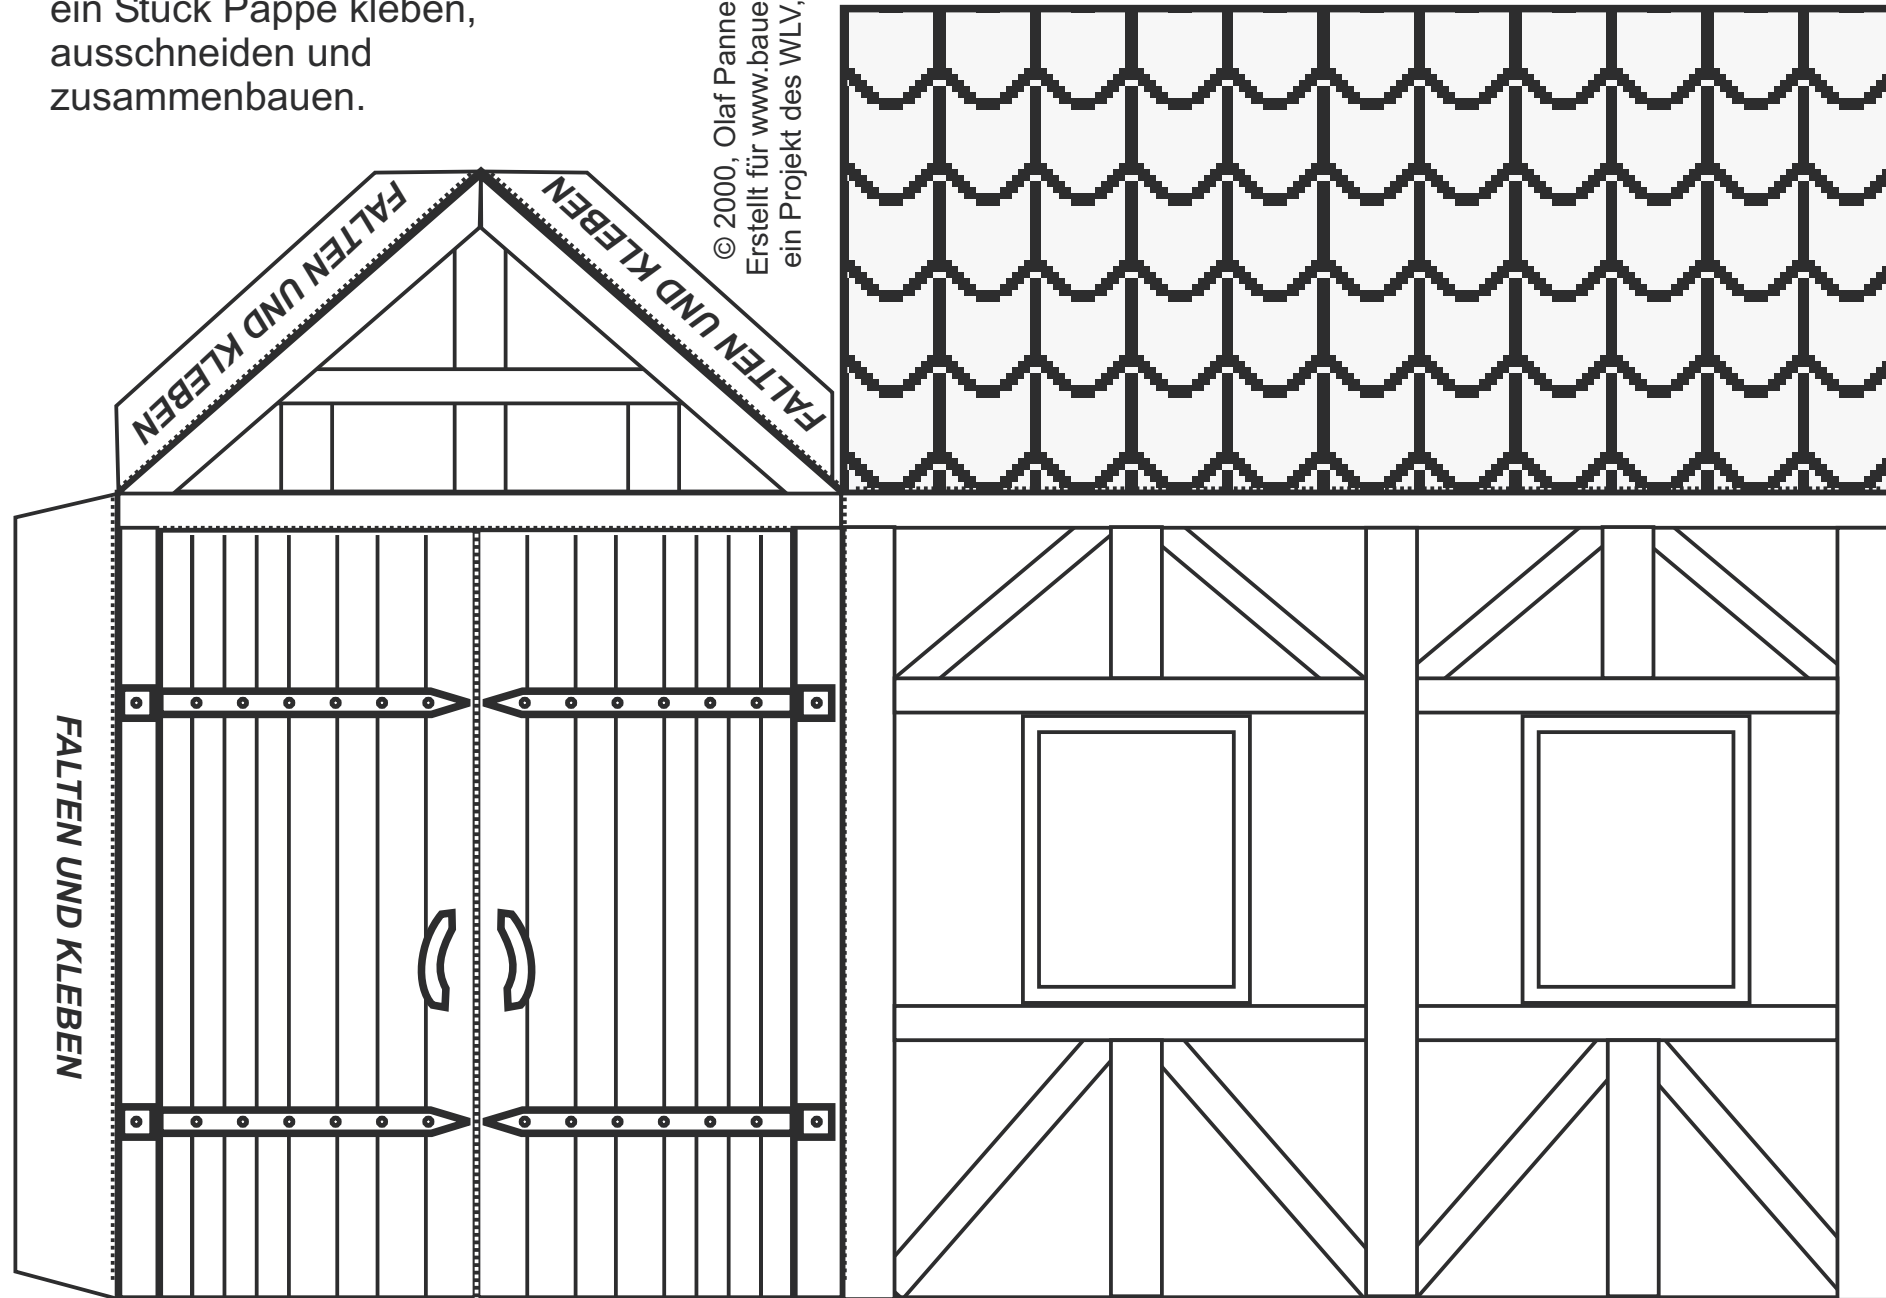 ein Stück Pappe kleben,
ausschneiden und
zusammenbauen.
© 2000, Olaf Panne
Erstellt für www.baue
ein Projekt des WLV,
FALTEN UND KLEBEN
FALTEN UND KLEBEN
FALTEN UND KLEBEN